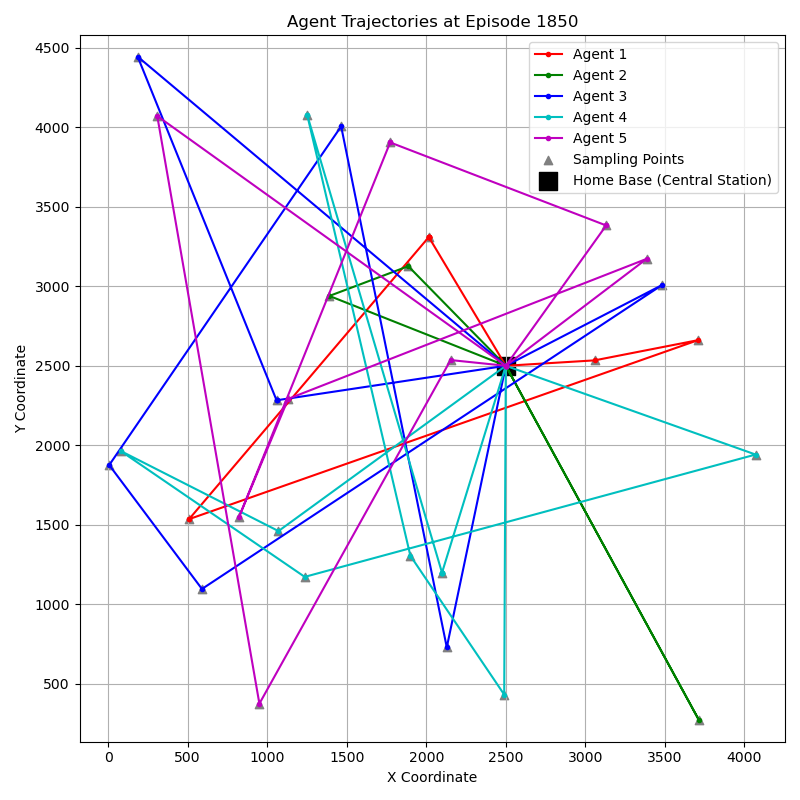 Agent Trajectories at Episode 1850
Agent 1
Agent 2
Agent 3
Agent 4
Agent 5
Sampling Points
Home Base (Central Station)
Y Coordinate
4500
4000
3500
3000
2500
2000
1500
1000
500
0 500 1000 1500 2000 2500 3000 3500 4000
X Coordinate